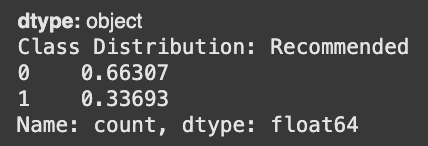 dtype: object
Class Distribution: Recommended
0    0.66307
1    0.33693
Name: count, dtype: float64